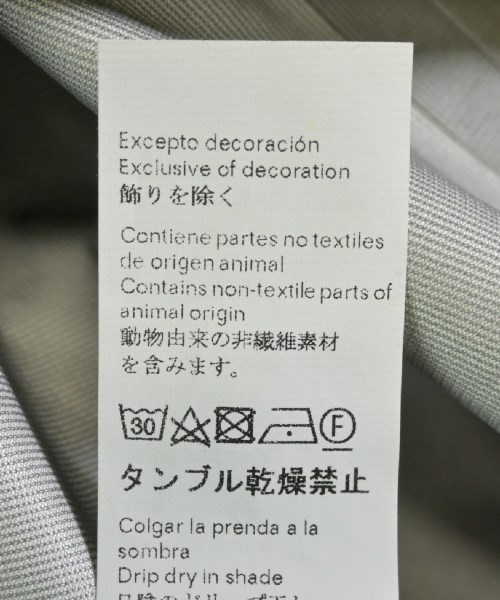 Excepto decoración
Exclusive of decoration
飾りを除く
Contiene partes no textiles
de origen animal
Contains non-textile parts of
animal origin
動物由来の非繊維素材
を含みます。
30 F
タンブル乾燥禁止
Colgar la prenda a la
sombra
Drip dry in shade